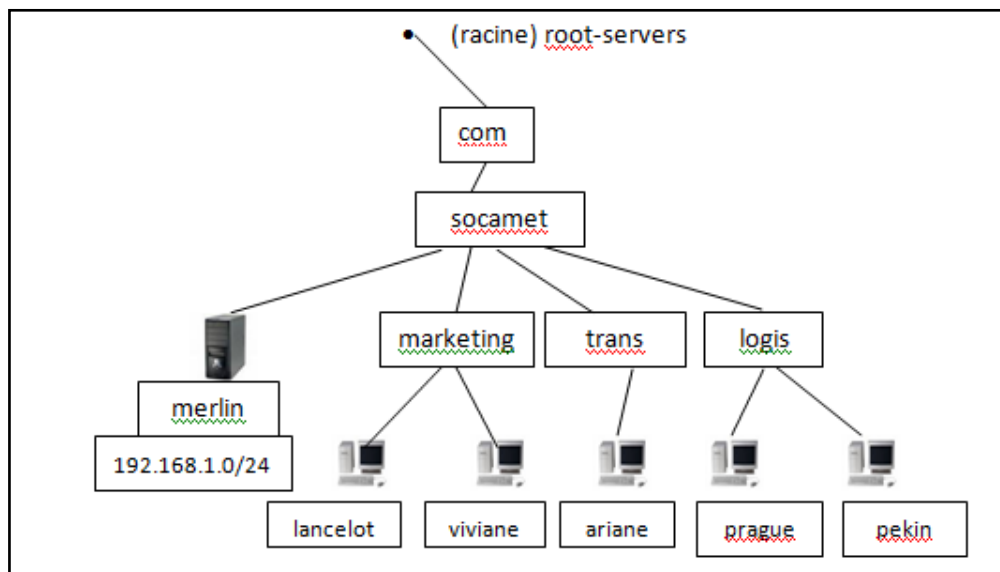 (racine) root-servers
com
socamet
marketing
trans
logis
merlin
192.168.1.0/24
lancelot
viviane
ariane
prague
pekin